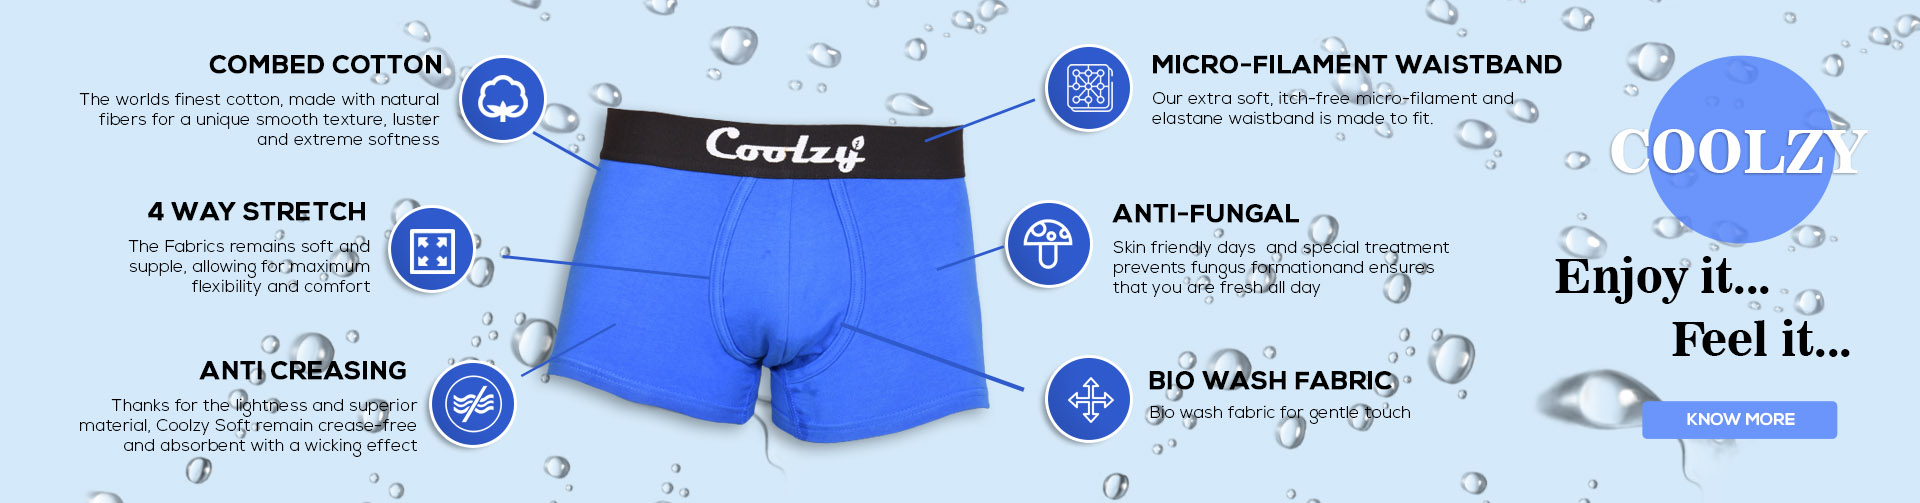 COMBED COTTON
The worlds finest cotton, made with natural
fibers for a unique smooth texture, luster
and extreme softness
4 WAY STRETCH
The Fabrics remains soft and
supple, allowing for maximum
flexibility and comfort
ANTI CREASING
Thanks for the lightness and superior
material, Coolzy Soft remain crease-free
and absorbent with a wicking effect
Coolzy
MICRO-FILAMENT WAISTBAND
Our extra soft, itch-free micro-filament and
elastane waistband is made to fit.
ANTI-FUNGAL
Skin friendly days  and special treatment
prevents fungus formationand ensures
that you are fresh all day
BIO WASH FABRIC
Bio wash fabric for gentle touch
COOLZY
Enjoy it...
Feel it...
KNOW MORE